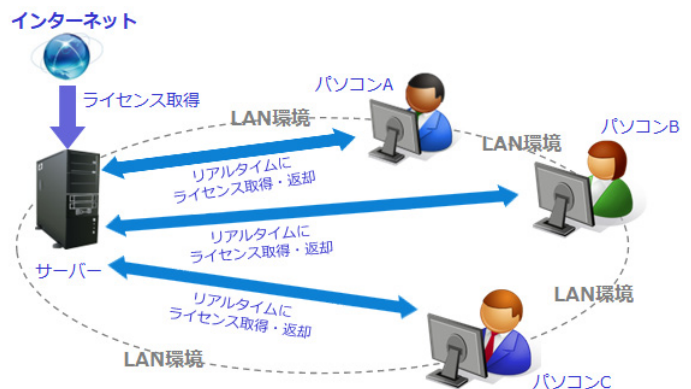 インターネット
ライセンス取得
パソコンA
LAN環境
パソコンB
LAN環境
リアルタイムに
ライセンス取得・返却
リアルタイムに
ライセンス取得・返却
サーバー
リアルタイムに
ライセンス取得・返却
LAN環境
LAN環境
パソコンC